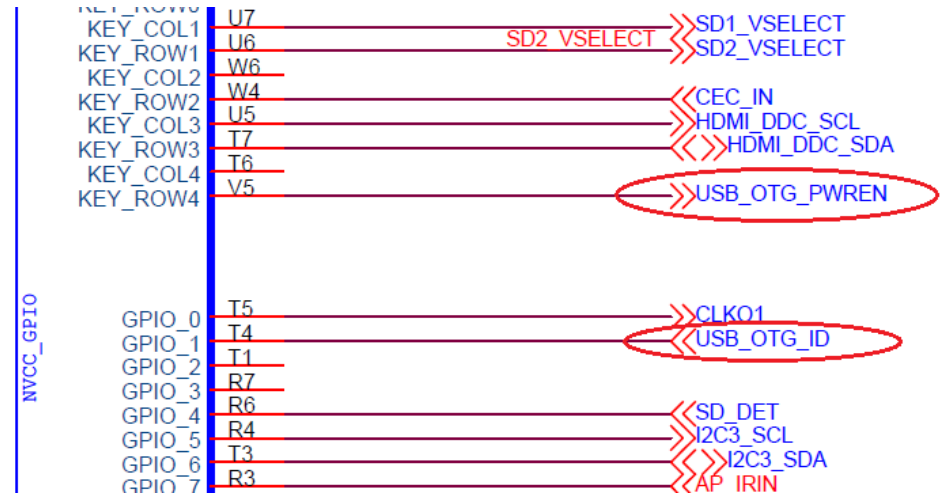 KEY_ROW0
KEY_COL1 U7 SD1_VSELECT
KEY_ROW1 U6 SD2_VSELECT SD2_VSELECT
KEY_COL2 W6
KEY_ROW2 W4 CEC_IN
KEY_COL3 U5 HDMI_DDC_SCL
KEY_ROW3 T7 HDMI_DDC_SDA
KEY_COL4 T6
KEY_ROW4 V5 USB_OTG_PWREN
NVCC_GPIO
GPIO_0 T5 CLKO1
GPIO_1 T4 USB_OTG_ID
GPIO_2 T1
GPIO_3 R7
GPIO_4 R6 SD_DET
GPIO_5 R4 I2C3_SCL
GPIO_6 T3 I2C3_SDA
GPIO_7 R3 AP_IRIN